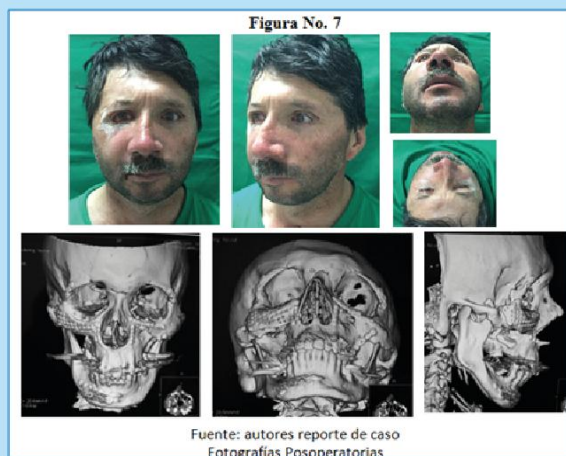 Figura No. 7
Fuente: autores reporte de caso
Fotografías Posoperatorias